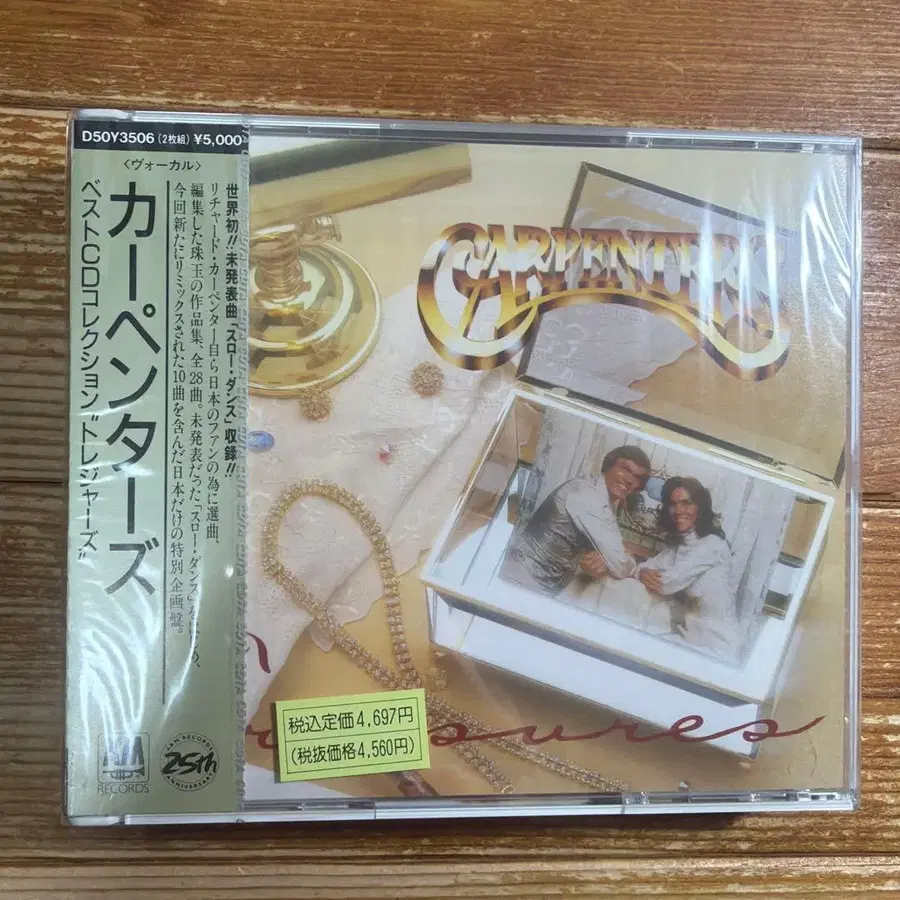 D50Y3506(2枚組)¥5,000
〈ヴォーカル〉
カーペンターズ
ベストCDコレクション“トレジャーズ”
世界初!!未発表曲「スロー・ダンス」収録!!
リチャード・カーペンター自ら日本のファンの為に選曲、
編集した珠玉の作品集、全28曲。未発表だった「スロー・ダンス」を
今回新たにリミックスされた10曲を含んだ日本だけの特別企画盤。
CARPENTERS
税込定価4,697円
(税抜価格4,560円)
A&M
RECORDS
A&M RECORDS
25th
ANNIVERSARY